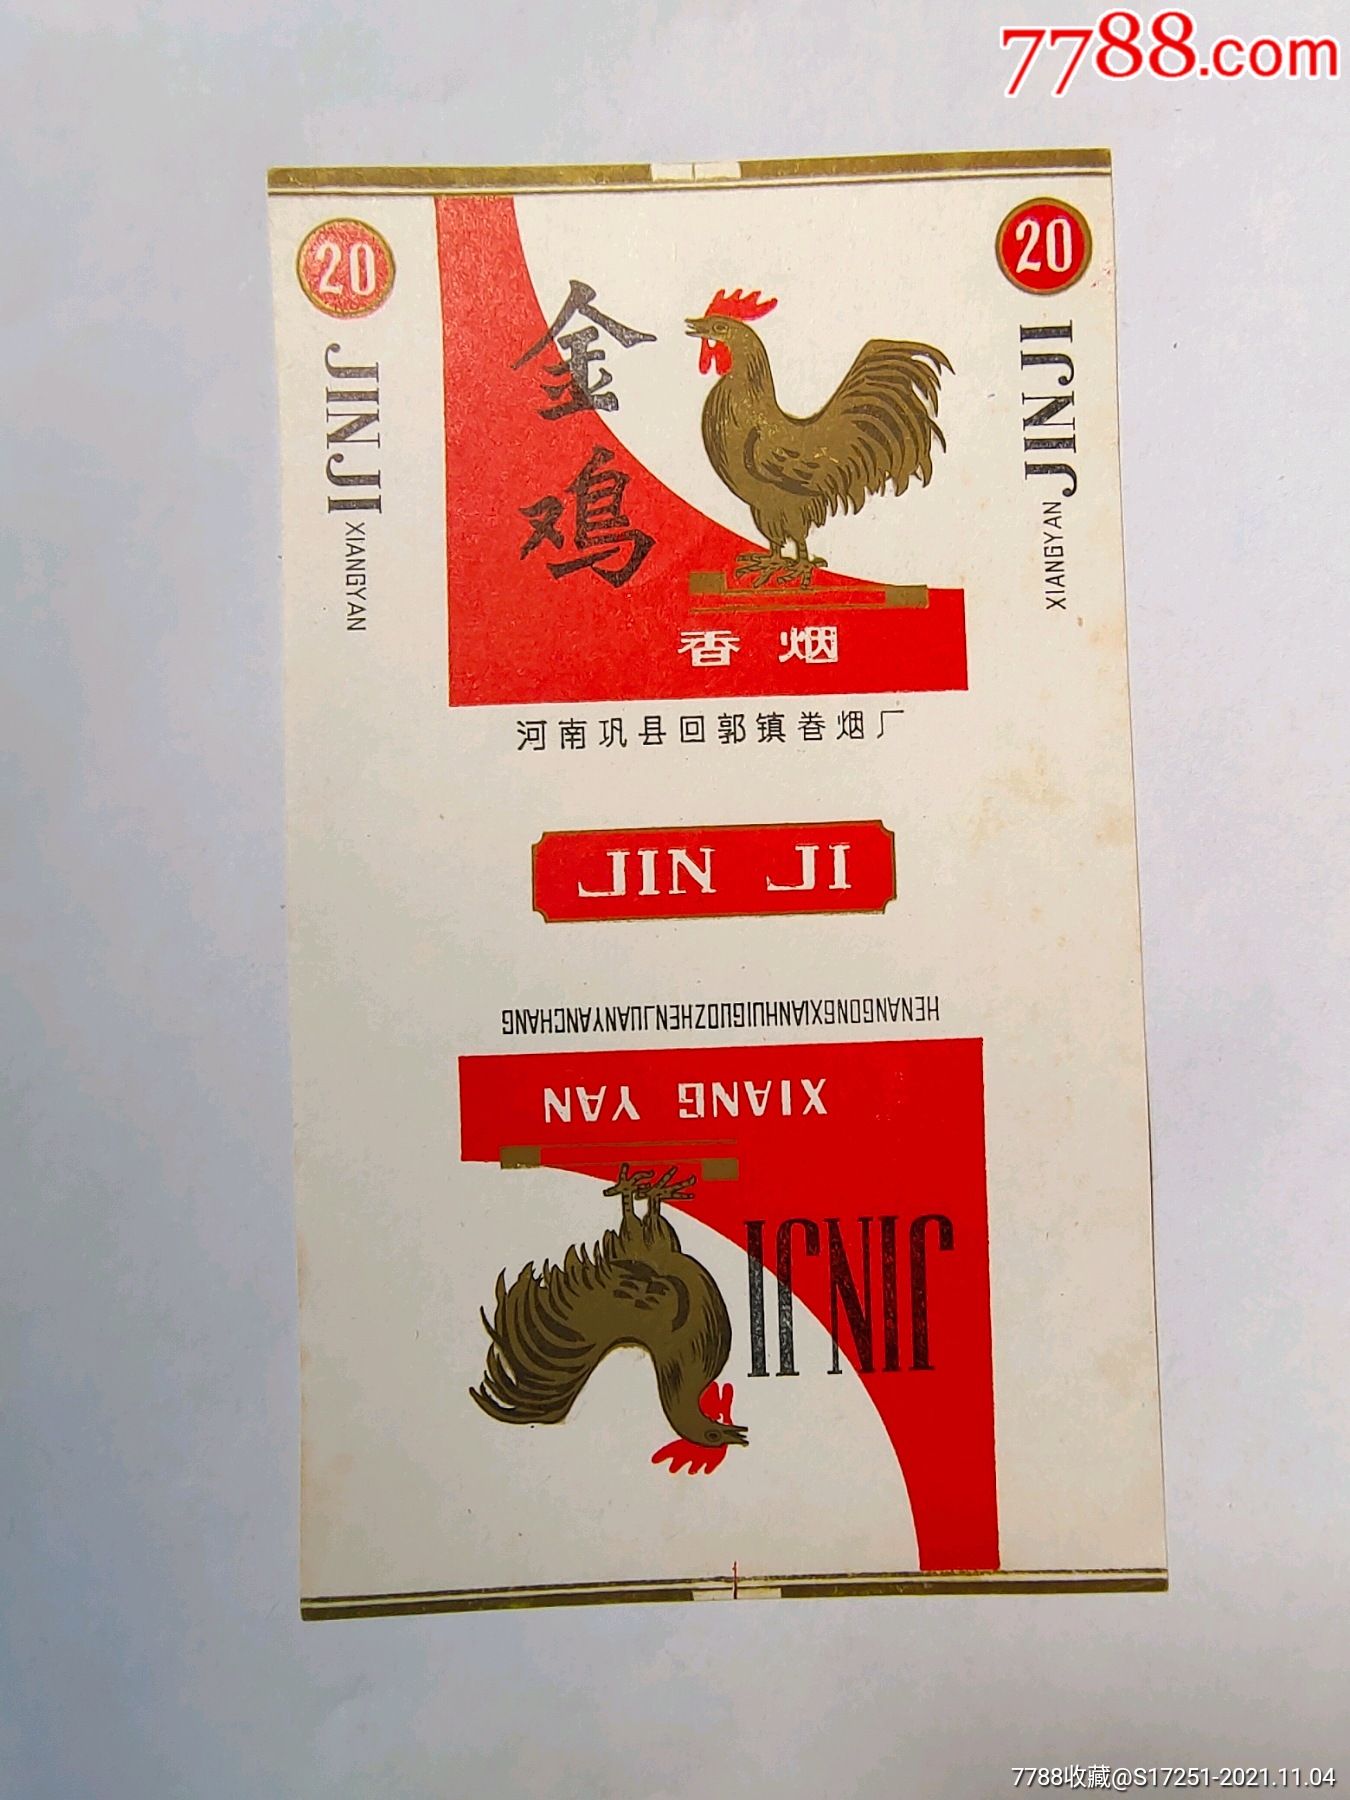 7788.com
20
20
JINJI
XIANGYAN
JINJI
XIANGYAN
金
鸡
香烟
河南巩县回郭镇卷烟厂
JIN JI
HENANGONGXIANHUIGUOZHENJUANYANCHANG
XIANG YAN
JINJI
7788收藏@S17251-2021.11.04